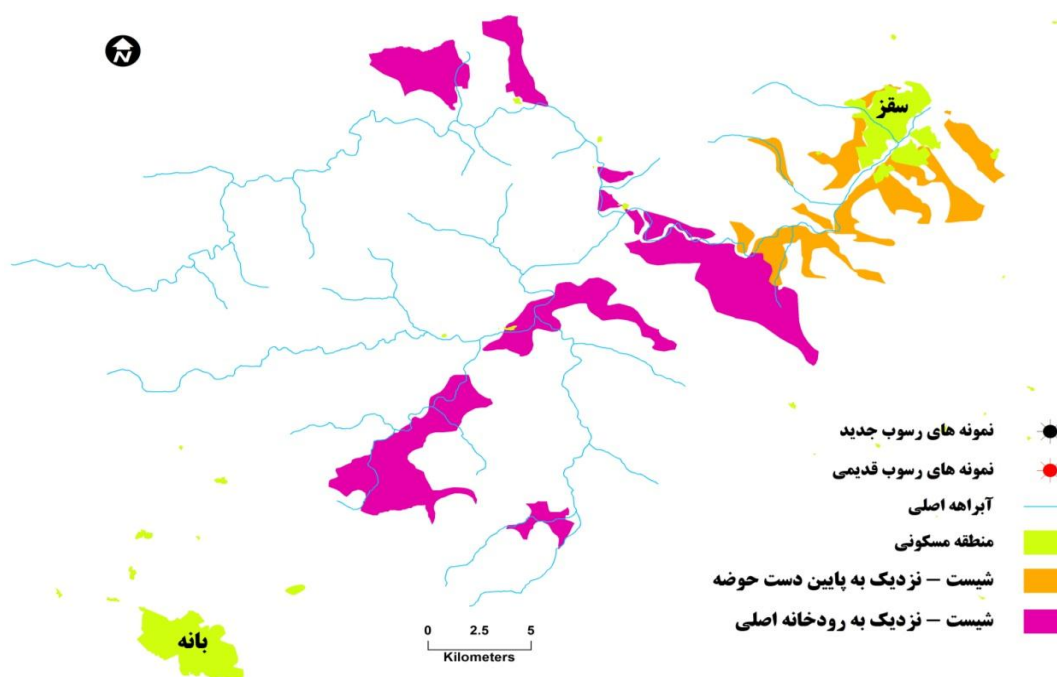 N
سقز
نمونه های رسوب جدید
نمونه های رسوب قدیمی
آبراهه اصلی
منطقه مسکونی
شیست – نزدیک به پایین دست حوضه
شیست – نزدیک به رودخانه اصلی
بانه
0 2.5 5
Kilometers